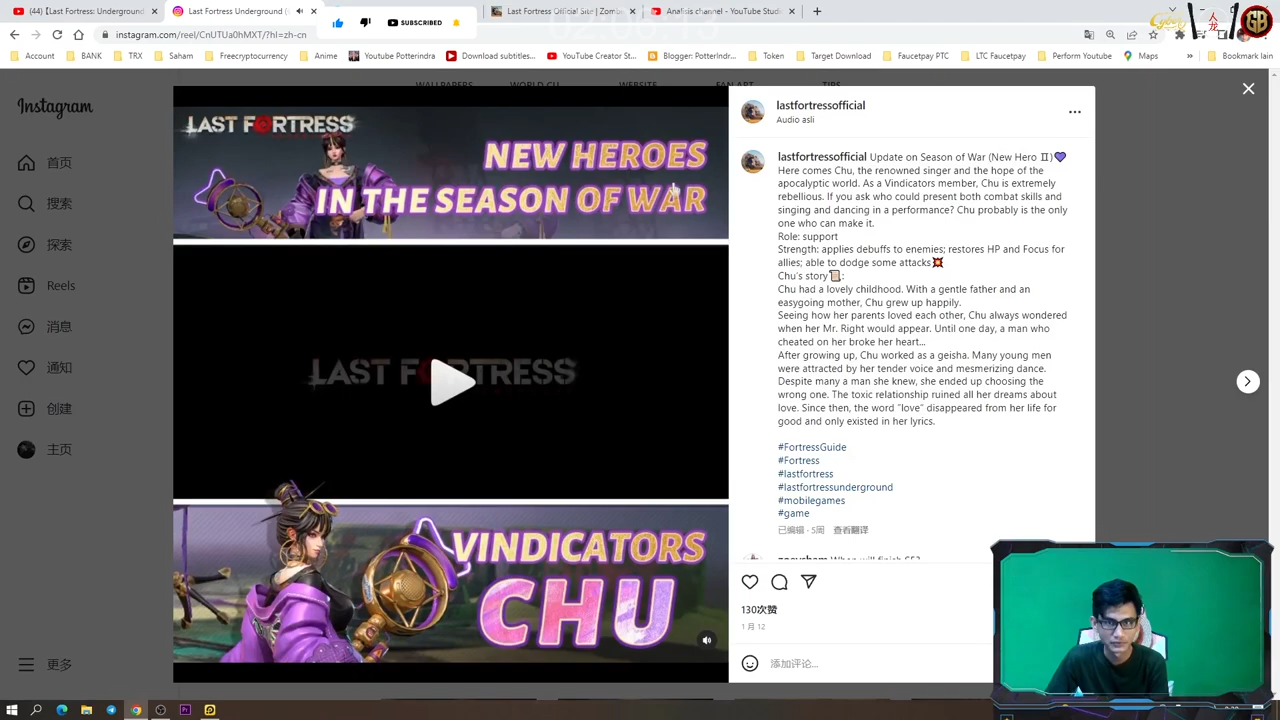 (44) 【Last Fortress: Underground
Last Fortress Underground (
SUBSCRIBED
Last Fortress Official Site | Zombe
Analisis channel - YouTube Studio
instagram.com/reel/CnUTUa0hMXT/?hl=zh-cn
Account
BANK
TRX
Saham
Freecryptocurrency
Anime
Youtube Potterindra
Download subtitles...
YouTube Creator St...
Blogger: PotterInd...
Token
Target Download
Faucetpay PTC
LTC Faucetpay
Perform Youtube
Maps
Bookmark lain
Instagram
首页
搜索
探索
Reels
消息
通知
创建
主页
更多
LAST FORTRESS
NEW HEROES
IN THE SEASON OF WAR
LAST FORTRESS
VINDICATORS
CHU
lastfortressofficial
Audio asli
lastfortressofficial Update on Season of War (New Hero Ⅱ)💜
Here comes Chu, the renowned singer and the hope of the
apocalyptic world. As a Vindicators member, Chu is extremely
rebellious. If you ask who could present both combat skills and
singing and dancing in a performance? Chu probably is the only
one who can make it.
Role: support
Strength: applies debuffs to enemies; restores HP and Focus for
allies; able to dodge some attacks💥
Chu's story📜:
Chu had a lovely childhood. With a gentle father and an
easygoing mother, Chu grew up happily.
Seeing how her parents loved each other, Chu always wondered
when her Mr. Right would appear. Until one day, a man who
cheated on her broke her heart...
After growing up, Chu worked as a geisha. Many young men
were attracted by her tender voice and mesmerizing dance.
Despite many a man she knew, she ended up choosing the
wrong one. The toxic relationship ruined all her dreams about
love. Since then, the word "love" disappeared from her life for
good and only existed in her lyrics.
#FortressGuide
#Fortress
#lastfortress
#lastfortressunderground
#mobilegames
#game
已编辑 · 5周 查看翻译
130次赞
1 月 12
添加评论...